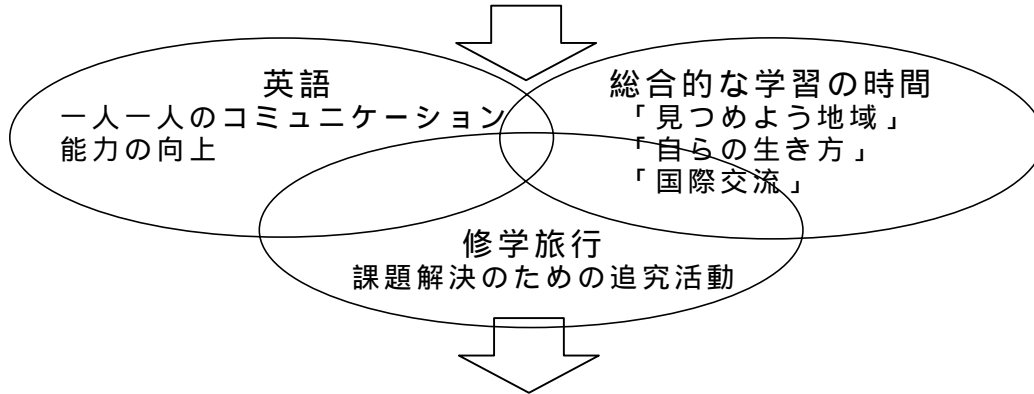 英語
一人一人のコミュニケーション
能力の向上
総合的な学習の時間
「見つめよう地域」
「自らの生き方」
「国際交流」
修学旅行
課題解決のための追究活動